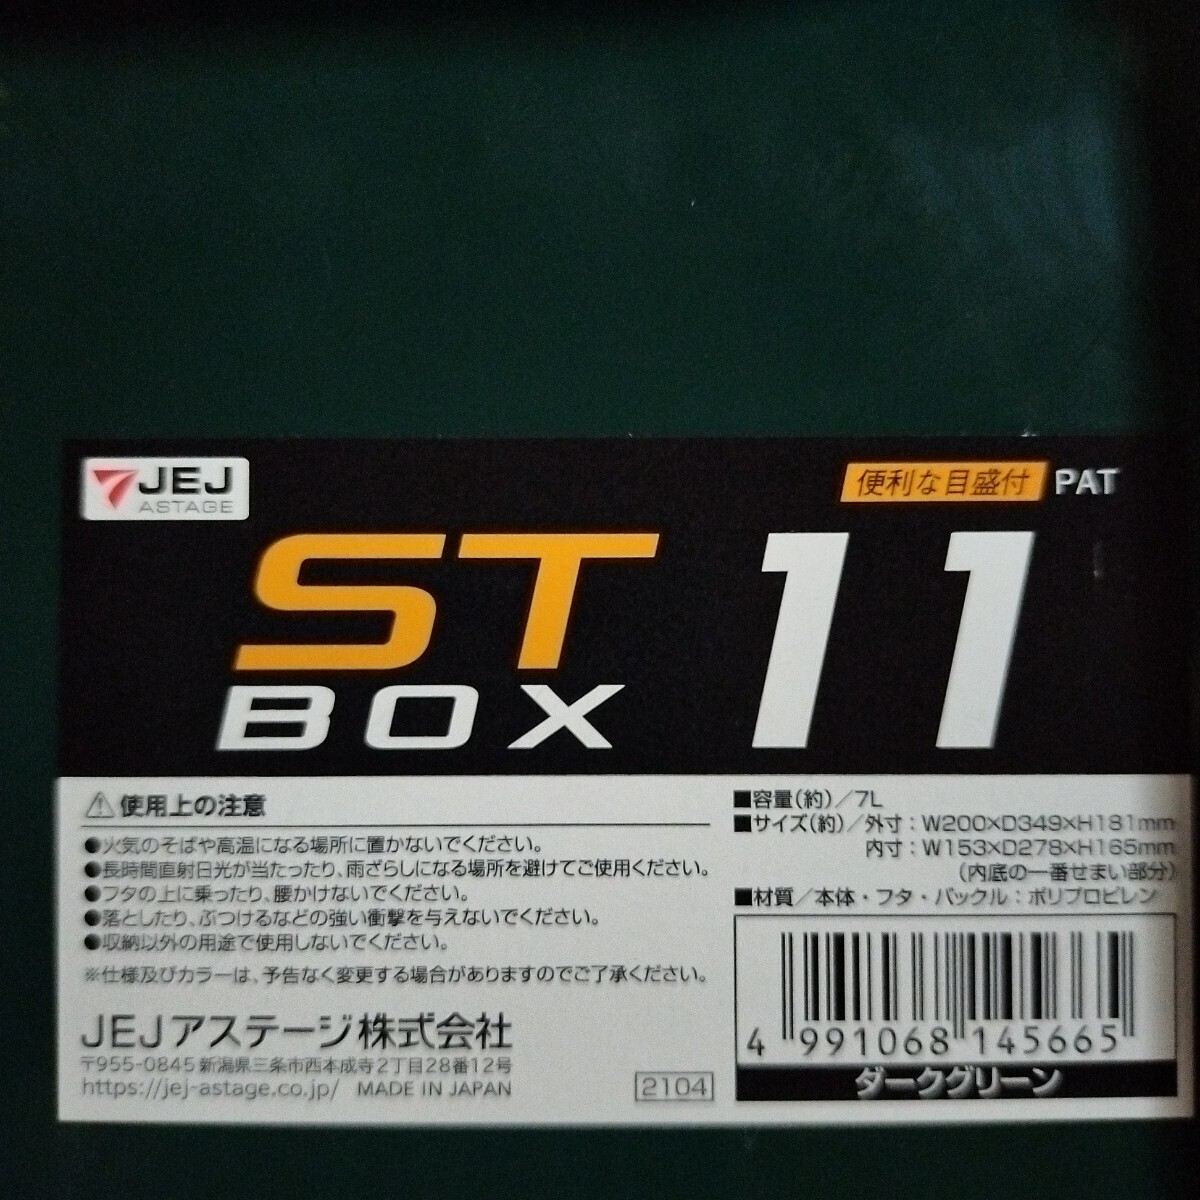 JEJ
ASTAGE
便利な目盛付 PAT
ST
BOX
11
⚠使用上の注意
●火気のそばや高温になる場所に置かないでください。
●長時間直射日光が当たったり、雨ざらしになる場所を避けてご使用ください。
●フタの上に乗ったり、腰かけないでください。
●落としたり、ぶつけるなどの強い衝撃を与えないでください。
●収納以外の用途で使用しないでください。
※仕様及びカラーは、予告なく変更する場合がありますのでご了承ください。
JEJアステージ株式会社
〒955-0845 新潟県三条市西本成寺2丁目28番12号
https://jej-astage.co.jp/ MADE IN JAPAN
2104
■容量(約)/7L
■サイズ(約)/外寸:W200×D349×H181mm
内寸:W153×D278×H165mm
(内底の一番せまい部分)
■材質/本体・フタ・バックル:ポリプロピレン
4 991068 145665
ダークグリーン